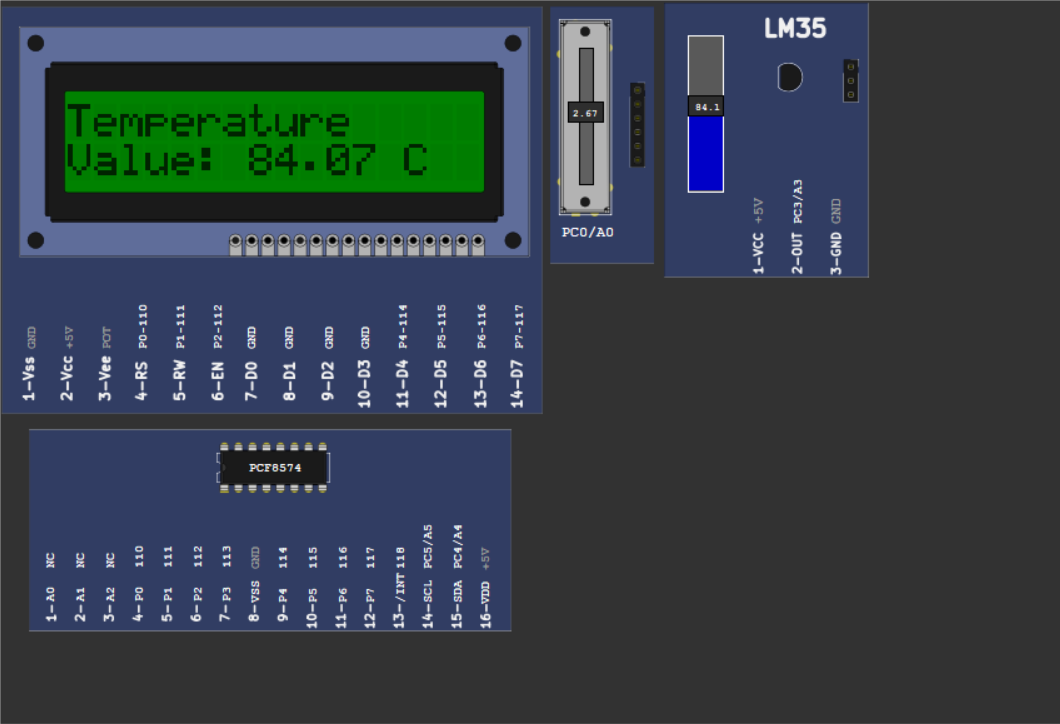 Temperature
Value: 84.07 C
1-Vss GND
2-Vcc +5V
3-Vee POT
4-RS P0-110
5-RW P1-111
6-EN P2-112
7-D0 GND
8-D1 GND
9-D2 GND
10-D3 GND
11-D4 P4-114
12-D5 P5-115
13-D6 P6-116
14-D7 P7-117
2.67
PC0/A0
LM35
84.1
1-VCC +5V
2-OUT PC3/A3
3-GND GND
PCF8574
1-A0 NC
2-A1 NC
3-A2 NC
4-P0 110
5-P1 111
6-P2 112
7-P3 113
8-VSS GND
9-P4 114
10-P5 115
11-P6 116
12-P7 117
13-/INT 118
14-SCL PC5/A5
15-SDA PC4/A4
16-VDD +5V